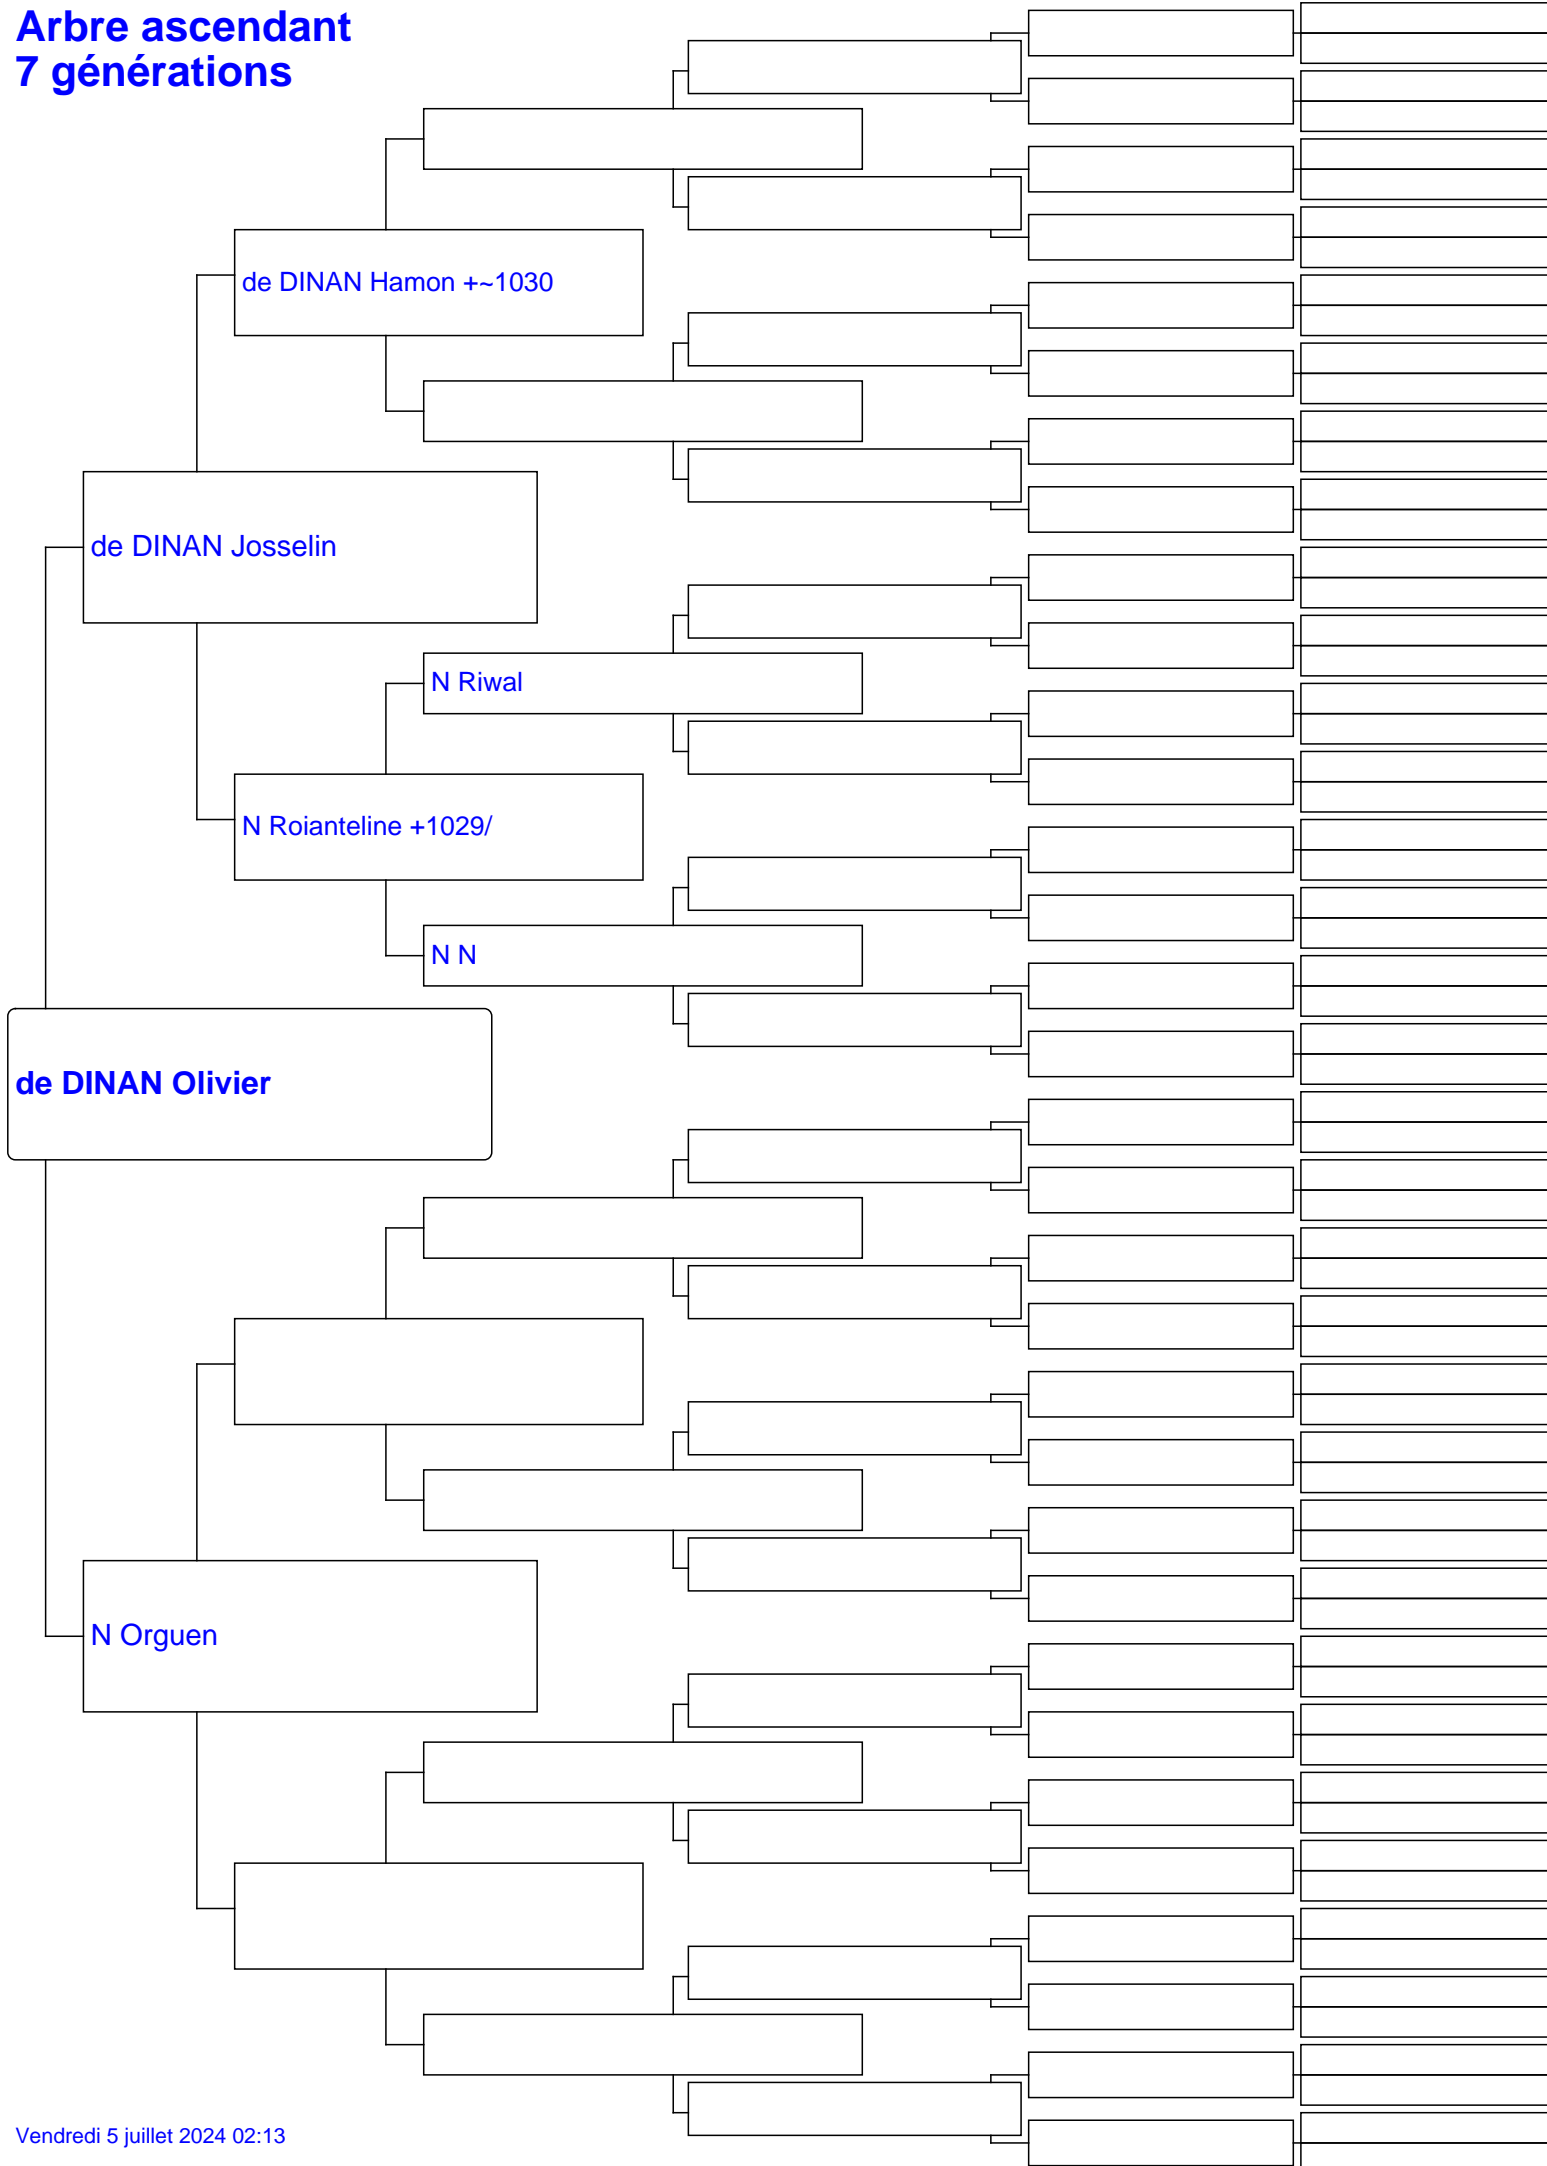 Arbre ascendant
7 générations
de DINAN Hamon +~1030
de DINAN Josselin
N Riwal
N Roianteline +1029/
N N
de DINAN Olivier
N Orguen
Vendredi 5 juillet 2024 02:13